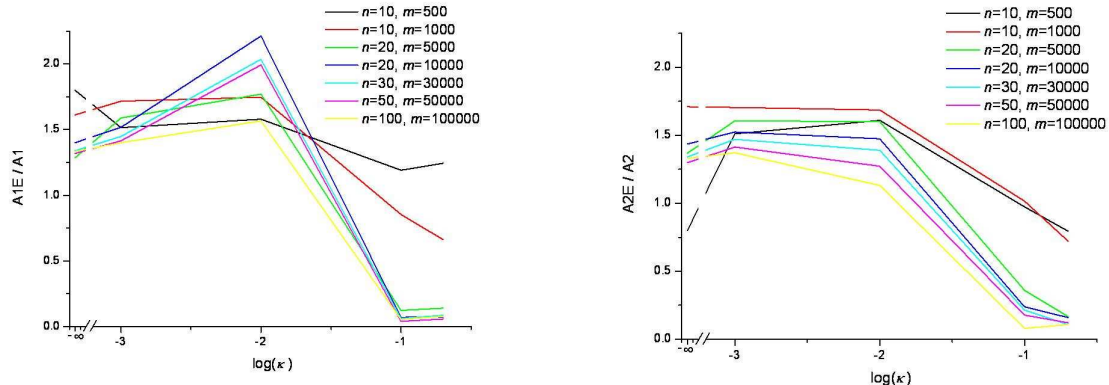 n=10, m=500
n=10, m=1000
n=20, m=5000
n=20, m=10000
n=30, m=30000
n=50, m=50000
n=100, m=100000
A1E / A1
2.0
1.5
1.0
0.5
0.0
-∞
-3
-2
-1
log(κ)
n=10, m=500
n=10, m=1000
n=20, m=5000
n=20, m=10000
n=30, m=30000
n=50, m=50000
n=100, m=100000
A2E / A2
2.0
1.5
1.0
0.5
0.0
-∞
-3
-2
-1
log(κ)